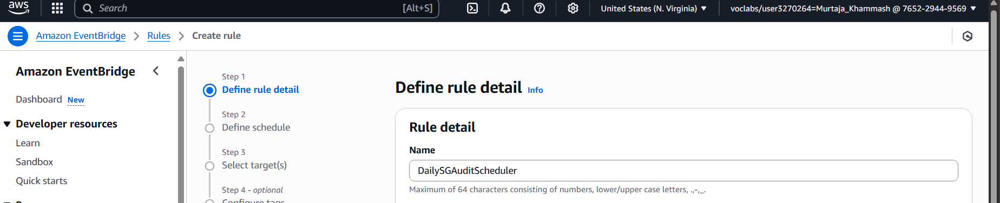 aws
Search
[Alt+S]
United States (N. Virginia)
voclabs/user3270264=Murtaja_Khammash @ 7652-2944-9569
Amazon EventBridge
Rules
Create rule
Amazon EventBridge
Dashboard New
Developer resources
Learn
Sandbox
Quick starts
Step 1
Define rule detail
Step 2
Define schedule
Step 3
Select target(s)
Step 4 - optional
Configure tags
Define rule detail Info
Rule detail
Name
DailySGAuditScheduler
Maximum of 64 characters consisting of numbers, lower/upper case letters, .,-,_.